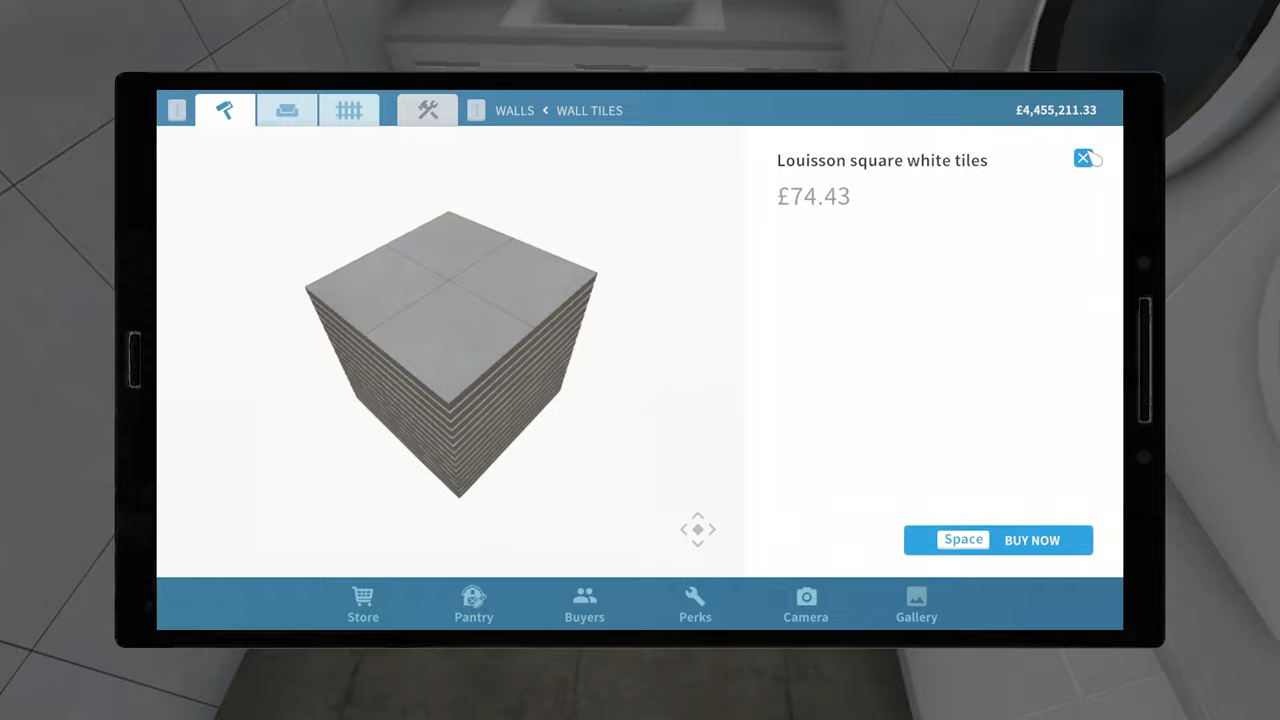 WALLS < WALL TILES
£4,455,211.33
Louisson square white tiles
£74.43
Space BUY NOW
Store
Pantry
Buyers
Perks
Camera
Gallery